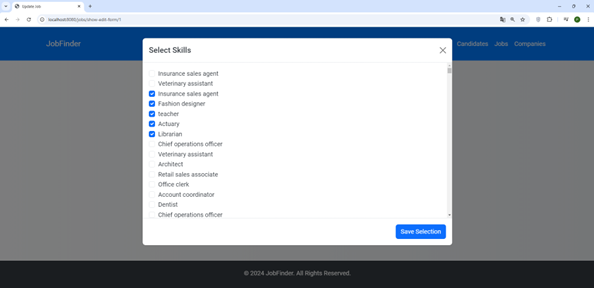 Update Job
localhost:8080/jobs/show-edit-form/1
JobFinder
Candidates
Jobs
Companies
Select Skills
Insurance sales agent
Veterinary assistant
Insurance sales agent
Fashion designer
teacher
Actuary
Librarian
Chief operations officer
Veterinary assistant
Architect
Retail sales associate
Office clerk
Account coordinator
Dentist
Chief operations officer
Save Selection
© 2024 JobFinder. All Rights Reserved.